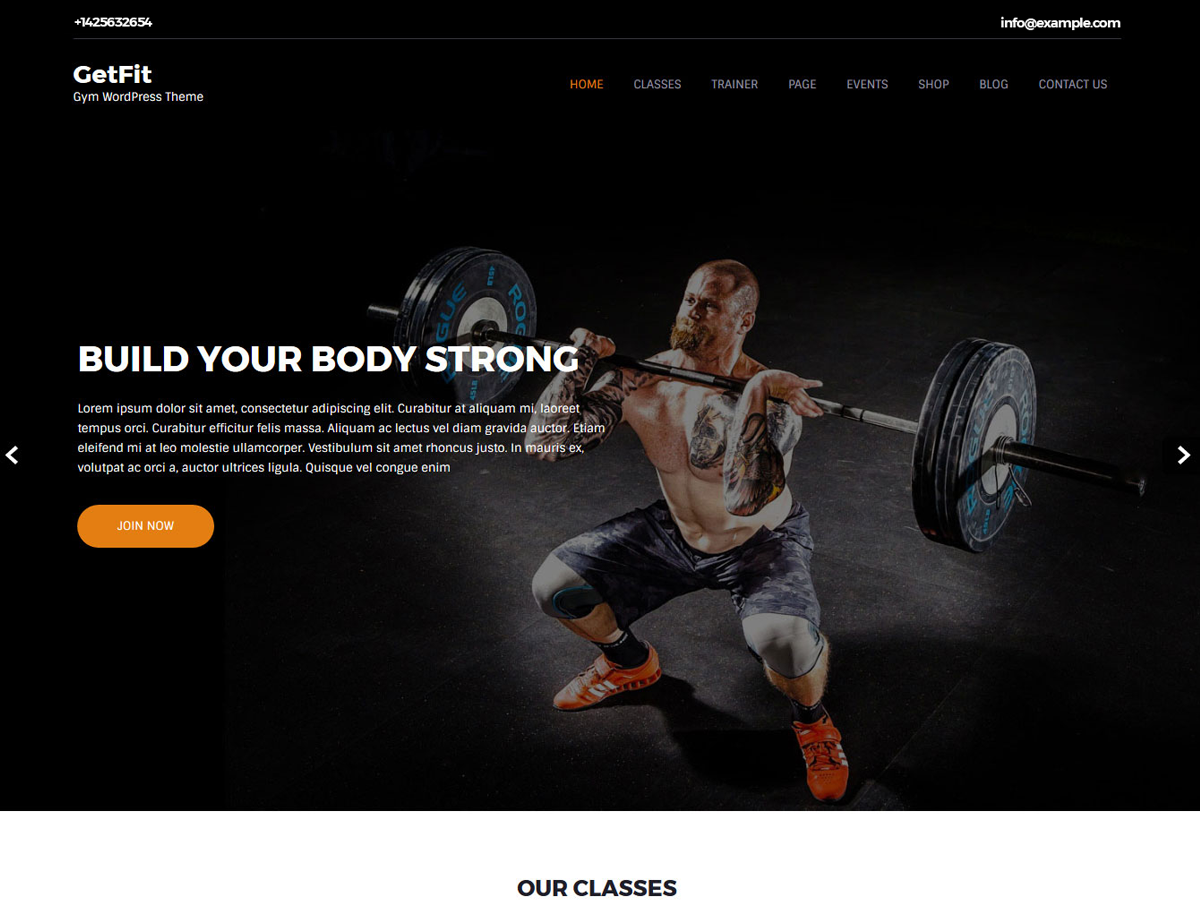 +1425632654
info@example.com
GetFit
Gym WordPress Theme
HOME CLASSES TRAINER PAGE EVENTS SHOP BLOG CONTACT US
ROGUE
ROGUE
BUILD YOUR BODY STRONG
Lorem ipsum dolor sit amet, consectetur adipiscing elit. Curabitur at aliquam mi, laoreet
tempus orci. Curabitur efficitur felis massa. Aliquam ac lectus vel diam gravida auctor. Etiam
eleifend mi at leo molestie ullamcorper. Vestibulum sit amet rhoncus justo. In mauris ex,
volutpat ac orci a, auctor ultrices ligula. Quisque vel congue enim
JOIN NOW
OUR CLASSES